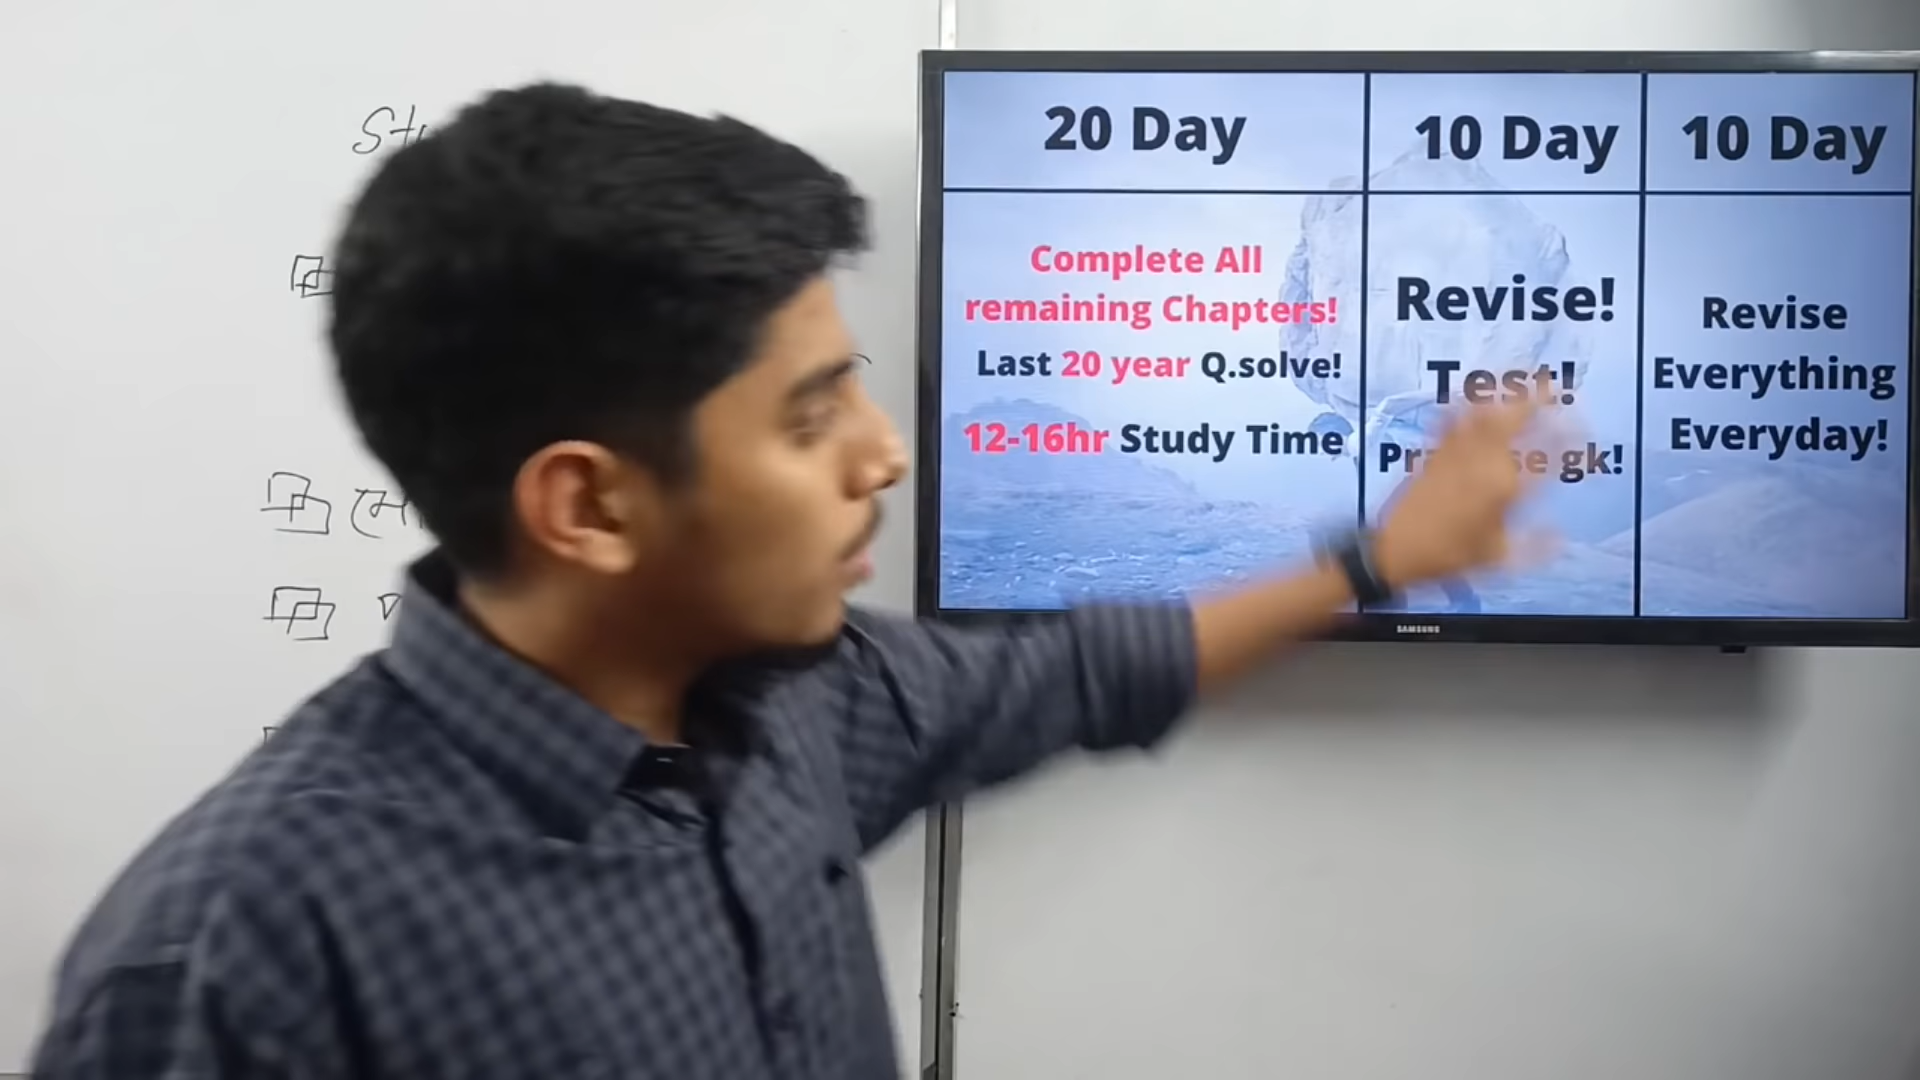 20 Day
10 Day
10 Day
Complete All
remaining Chapters!
Last 20 year Q.solve!
12-16hr Study Time
Revise!
Test!
gk!
Revise
Everything
Everyday!
SAMSUNG